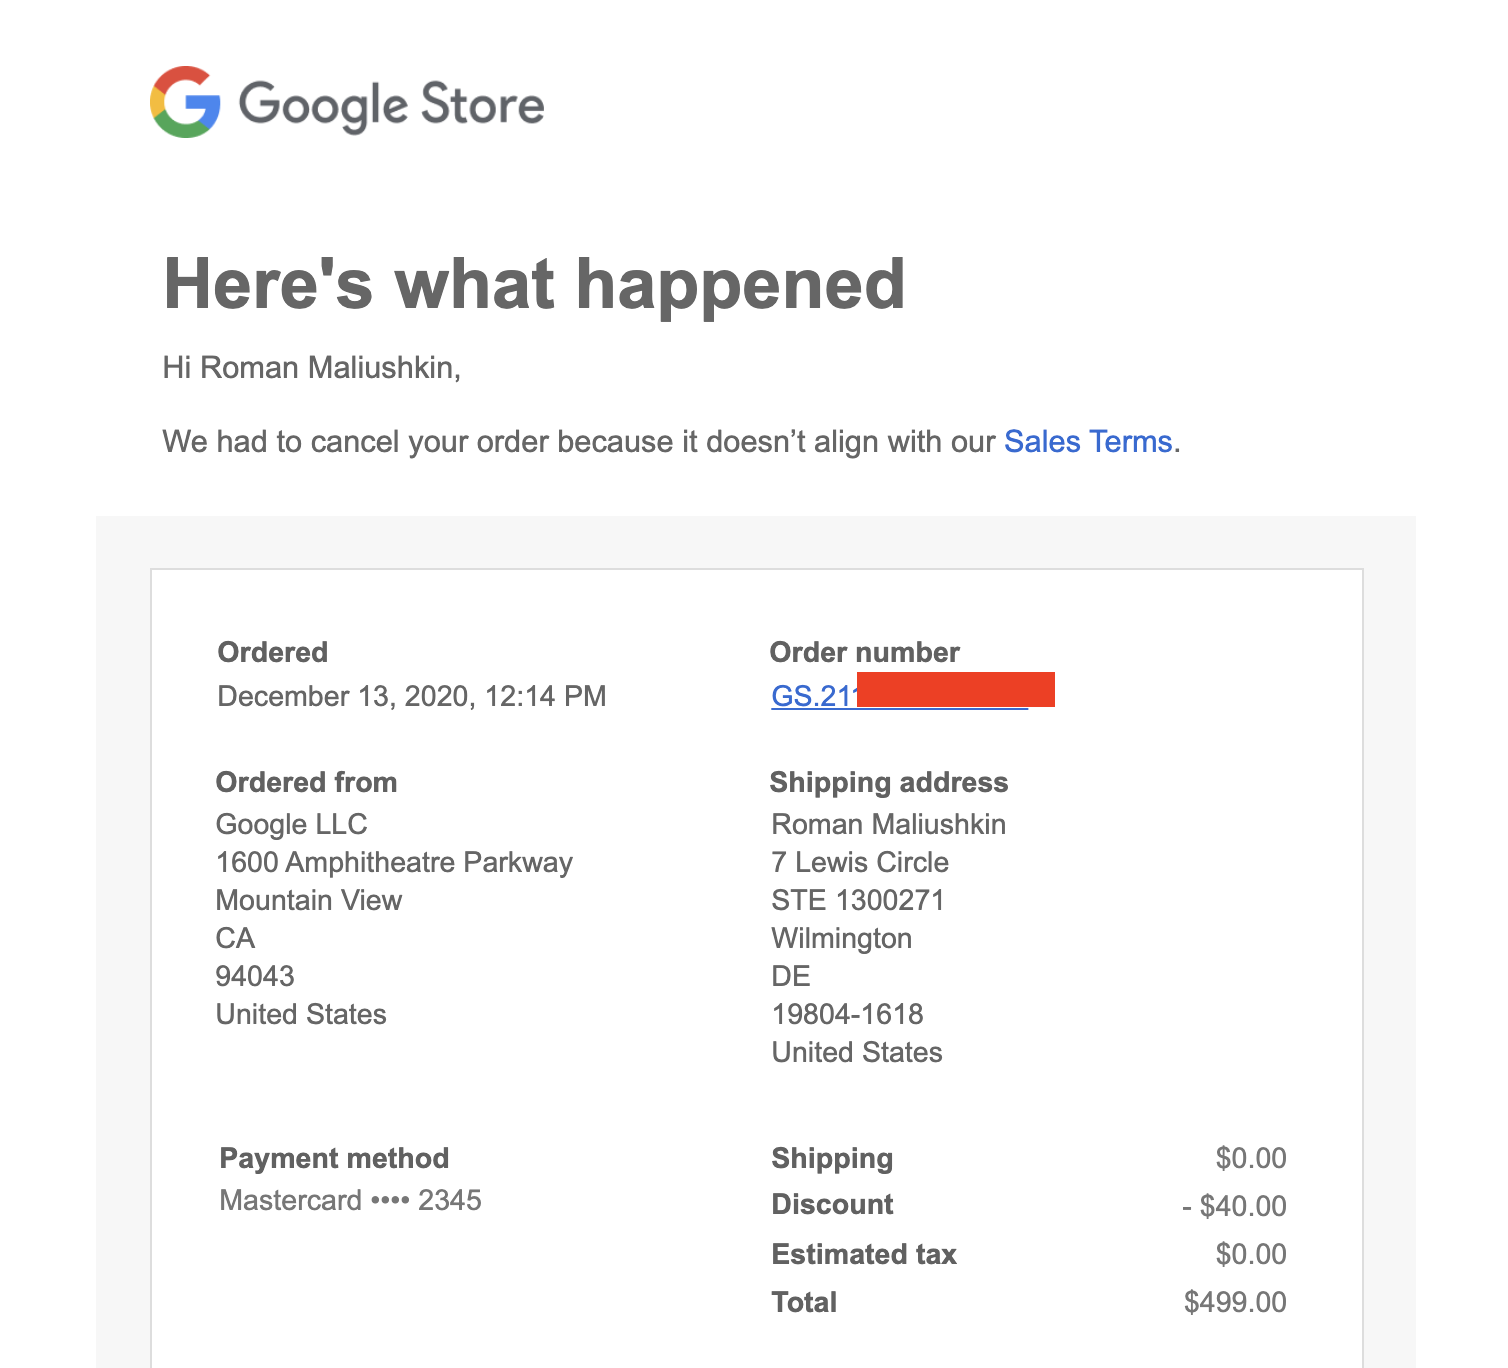 Google Store
Here's what happened
Hi Roman Maliushkin,
We had to cancel your order because it doesn’t align with our Sales Terms.
Ordered
December 13, 2020, 12:14 PM
Order number
GS.211
Ordered from
Google LLC
1600 Amphitheatre Parkway
Mountain View
CA
94043
United States
Shipping address
Roman Maliushkin
7 Lewis Circle
STE 1300271
Wilmington
DE
19804-1618
United States
Payment method
Mastercard •••• 2345
Shipping $0.00
Discount - $40.00
Estimated tax $0.00
Total $499.00